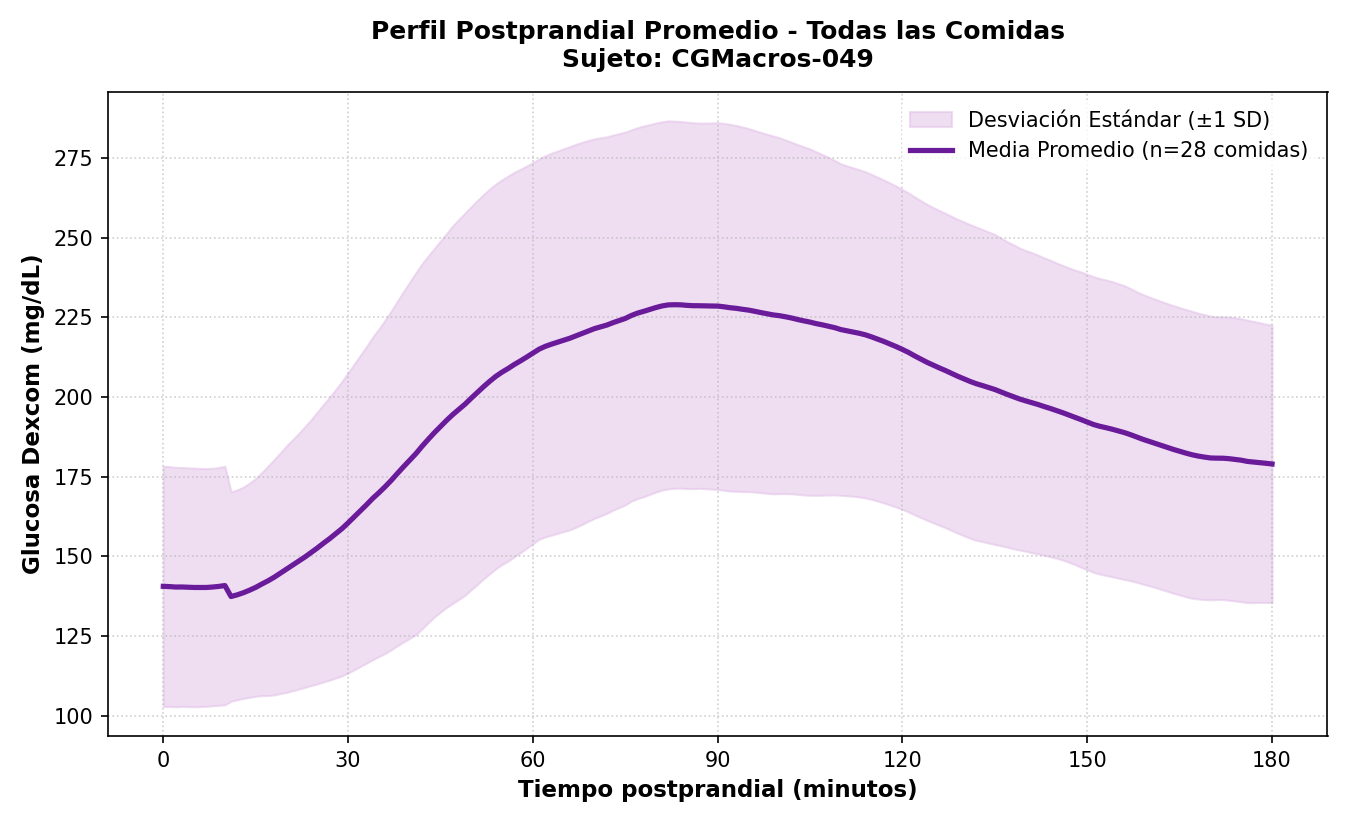 Perfil Postprandial Promedio - Todas las Comidas
Sujeto: CGMacros-049
Desviación Estándar (±1 SD)
Media Promedio (n=28 comidas)
Glucosa Dexcom (mg/dL)
275
250
225
200
175
150
125
100
0 30 60 90 120 150 180
Tiempo postprandial (minutos)